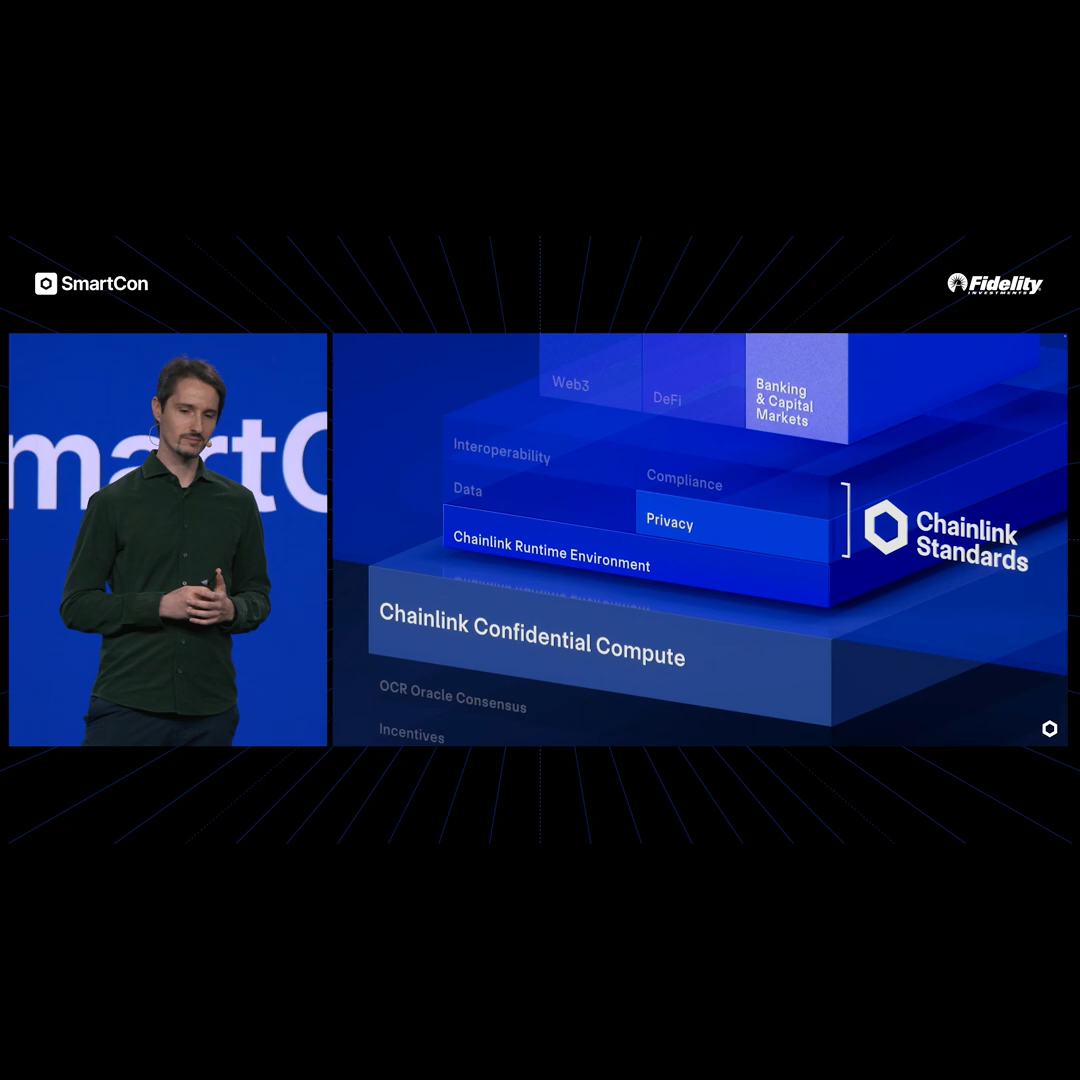 SmartCon
Fidelity
INVESTMENTS
martC
Web3
DeFi
Banking
& Capital
Markets
Interoperability
Compliance
Data
Privacy
Chainlink Runtime Environment
Chainlink
Standards
Chainlink Confidential Compute
OCR Oracle Consensus
Incentives